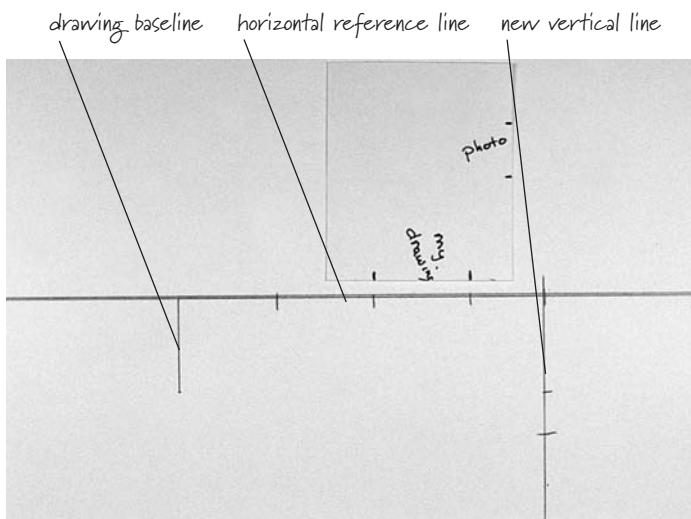 drawing baseline
horizontal reference line
new vertical line
photo
my
drawing